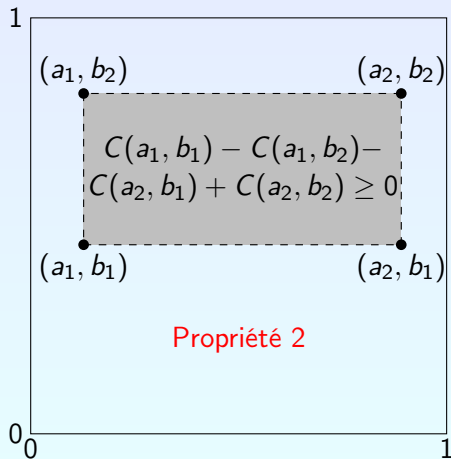 1
(a₁, b₂) (a₂, b₂)
C(a₁, b₁) − C(a₁, b₂)−
C(a₂, b₁) + C(a₂, b₂) ≥ 0
(a₁, b₁) (a₂, b₁)
Propriété 2
0
0 1